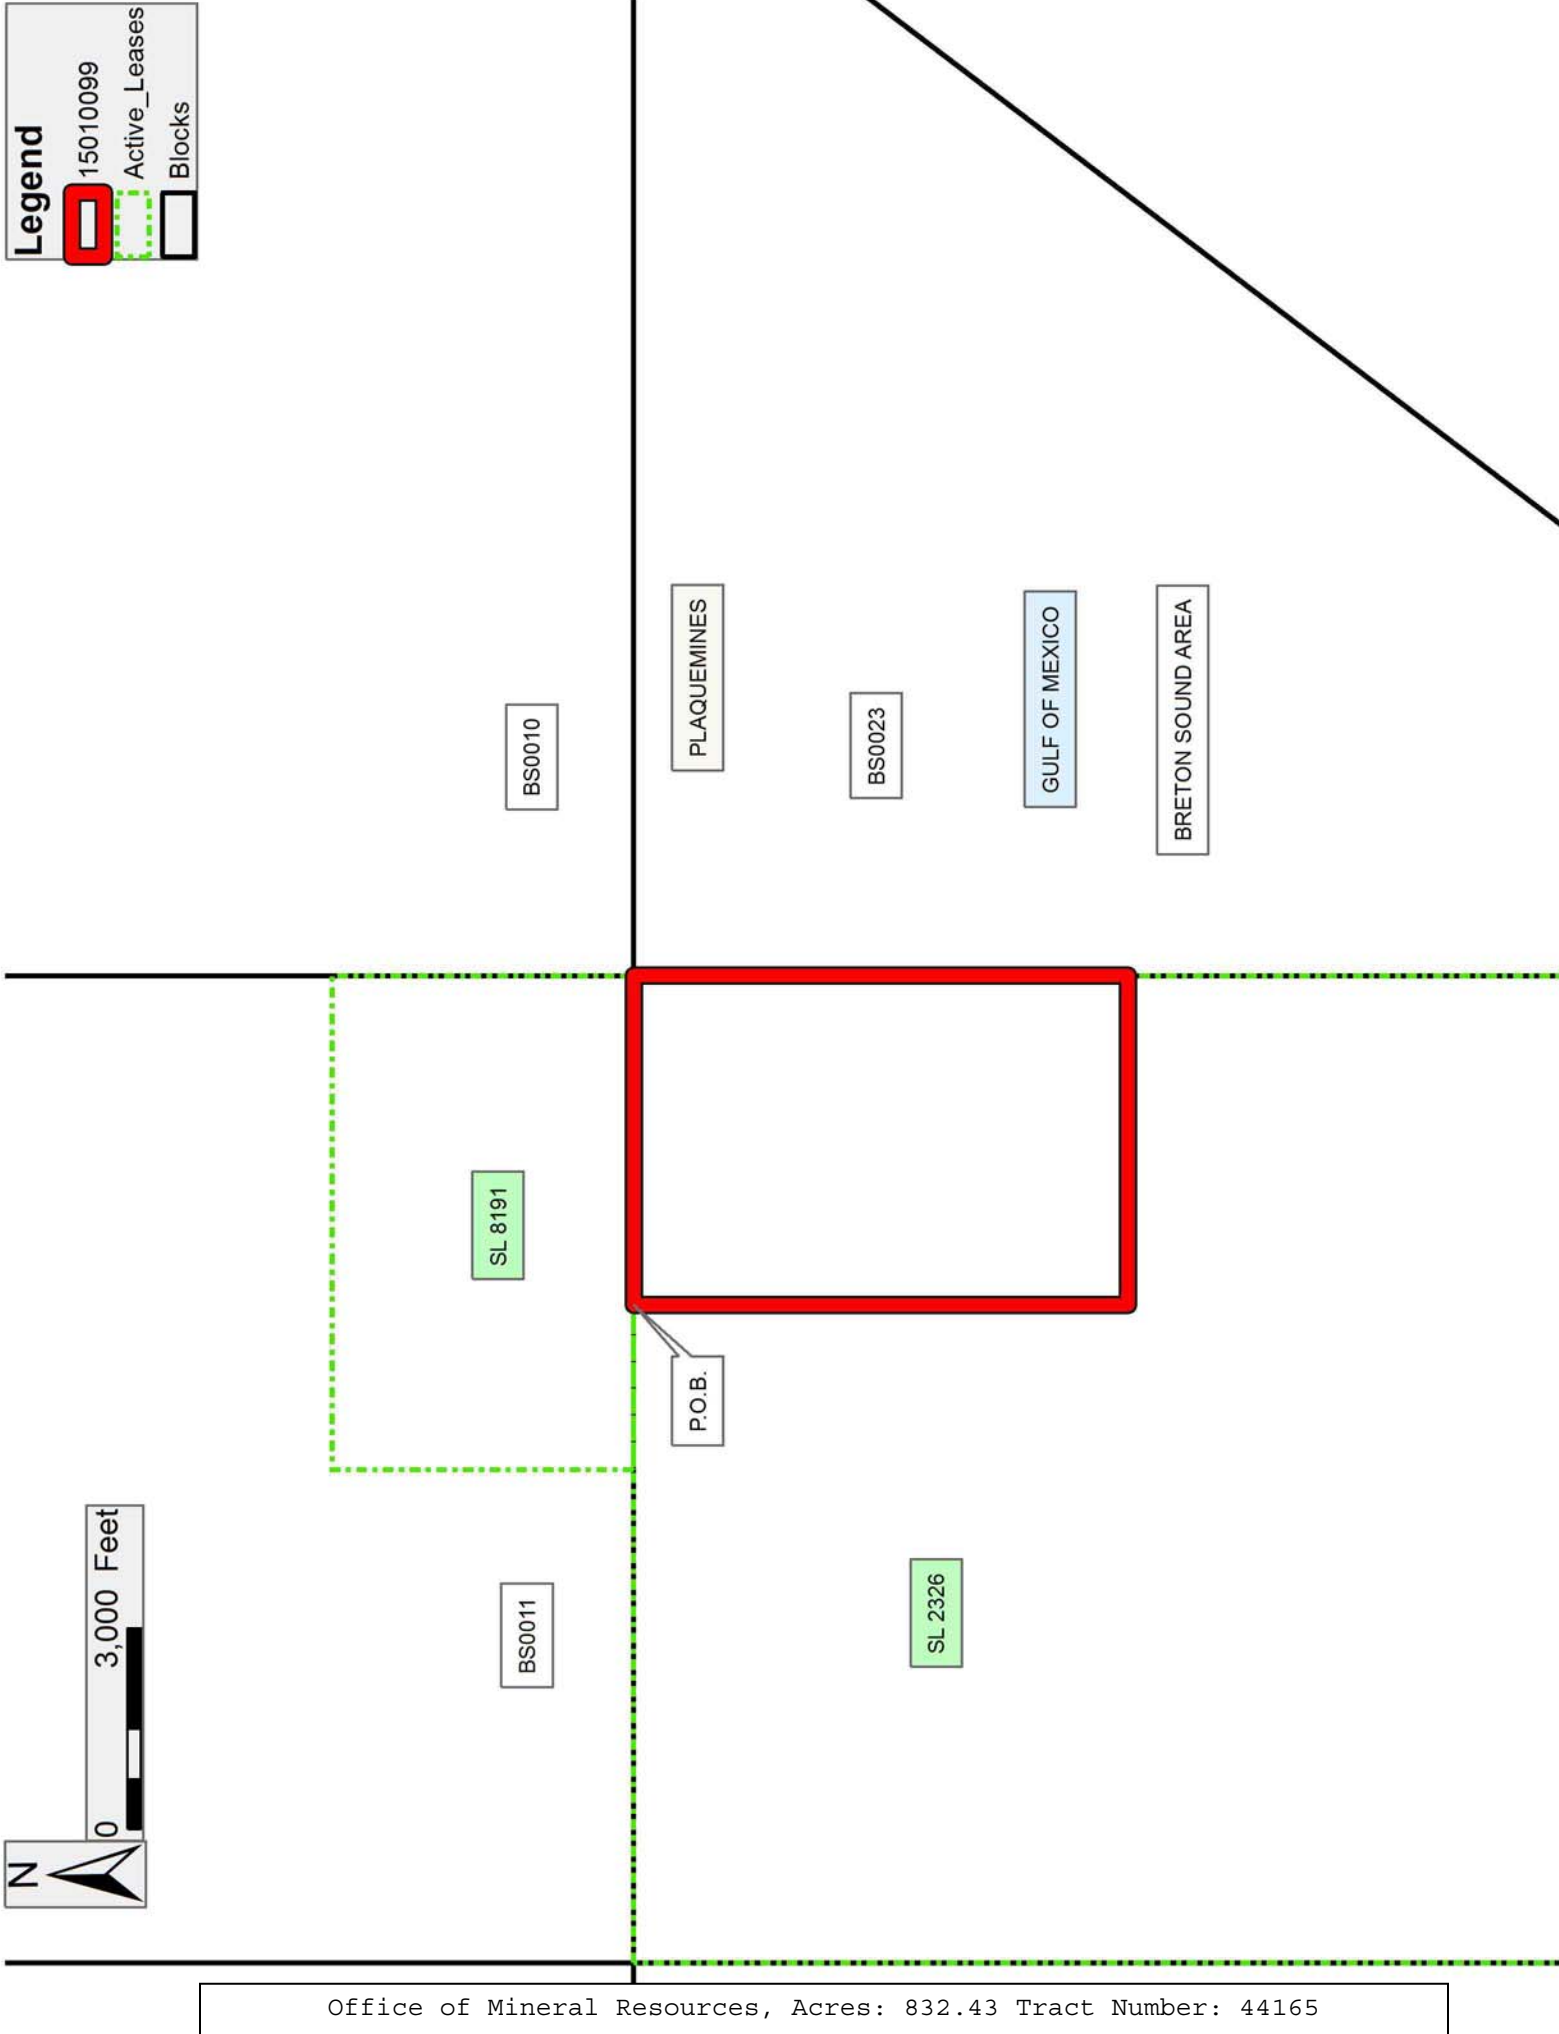 Legend
15010099
Active_Leases
Blocks
N
0 3,000 Feet
BS0010
PLAQUEMINES
BS0023
GULF OF MEXICO
BRETON SOUND AREA
SL 8191
P.O.B.
BS0011
SL 2326
Office of Mineral Resources, Acres: 832.43 Tract Number: 44165